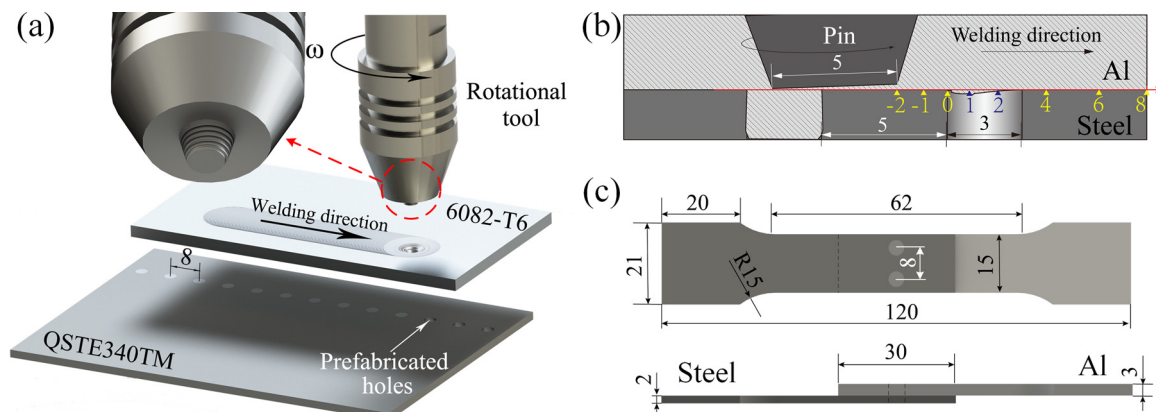 (a)
ω
Rotational
tool
Welding direction
6082-T6
8
QSTE340TM
Prefabricated
holes
(b)
Pin
5
Welding direction
Al
-2 -1 0 1 2 4 6 8
5
3
Steel
(c)
20
62
21
R15
8
15
120
30
Steel
Al
2
3